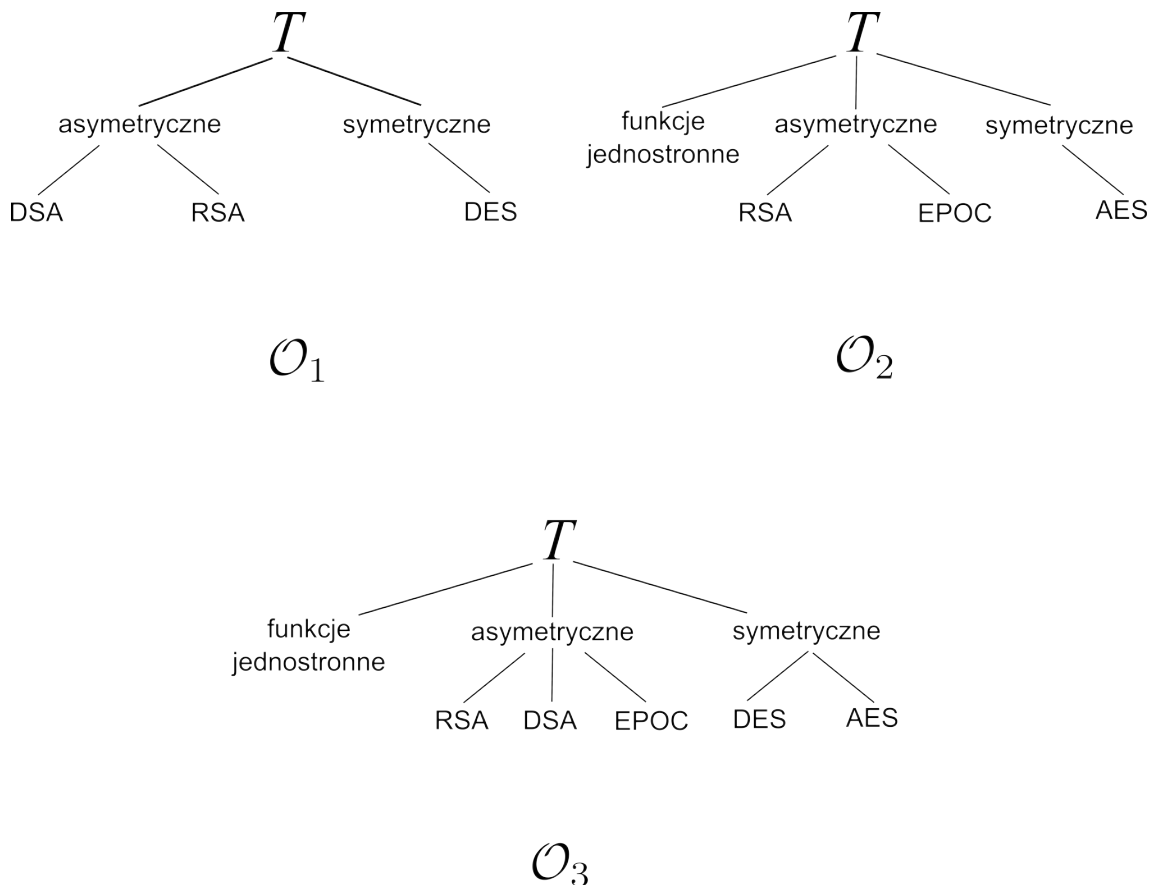 T
asymetryczne
symetryczne
DSA
RSA
DES
O1
T
funkcje
jednostronne
asymetryczne
symetryczne
RSA
EPOC
AES
O2
T
funkcje
jednostronne
asymetryczne
symetryczne
RSA
DSA
EPOC
DES
AES
O3